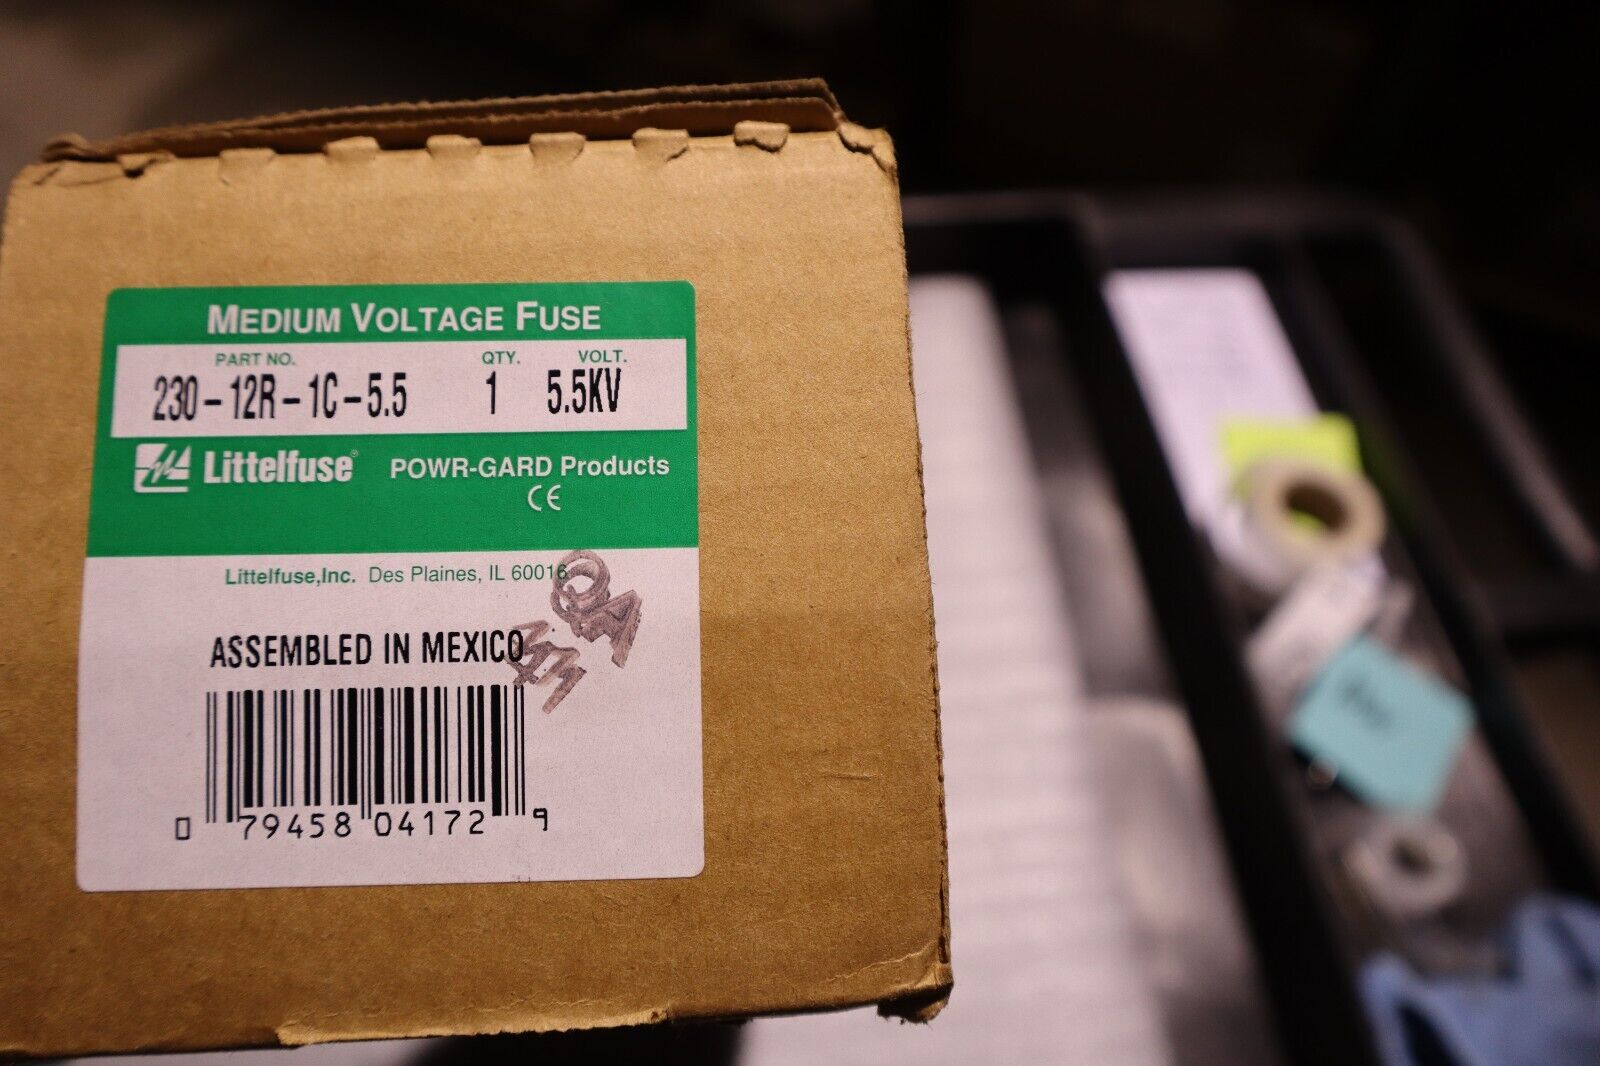 MEDIUM VOLTAGE FUSE
PART NO. QTY. VOLT.
230-12R-1C-5.5 1 5.5KV
Littelfuse® POWR-GARD Products
CE
Littelfuse,Inc. Des Plaines, IL 60016
QA
ASSEMBLED IN MEXICO
0 79458 04172 9